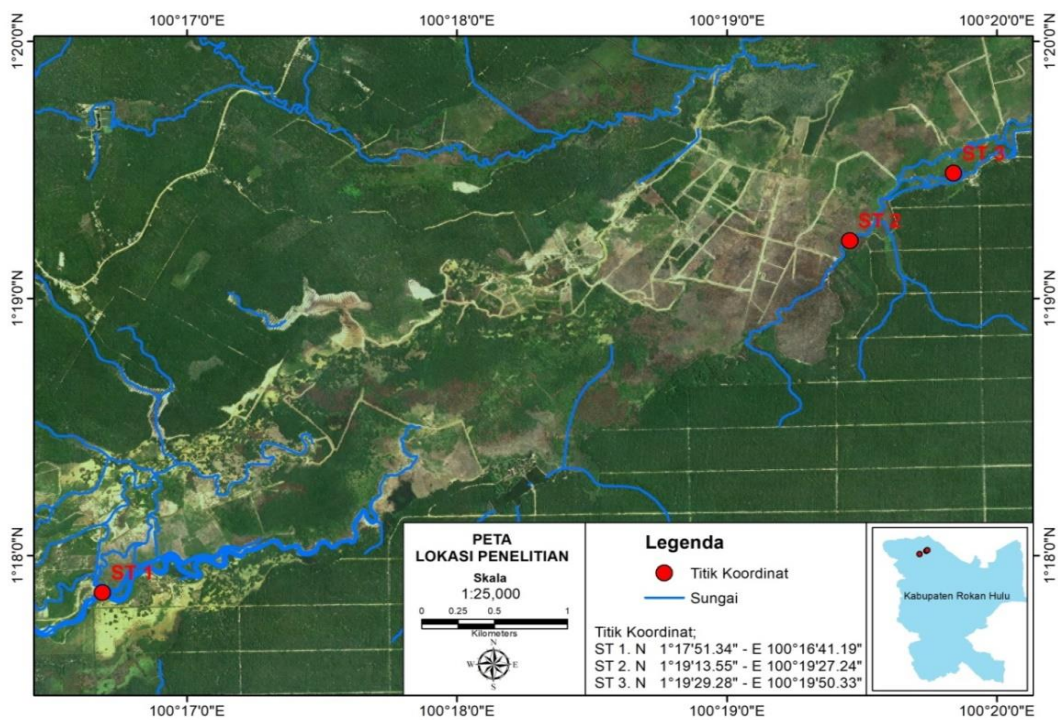 100°17'0"E
100°18'0"E
100°19'0"E
100°20'0"E
1°20'0"N
1°20'0"N
ST 3
ST 2
1°19'0"N
1°19'0"N
1°18'0"N
1°18'0"N
ST 1
PETA
LOKASI PENELITIAN
Skala
1:25,000
0 0.25 0.5 1
Kilometers
N
W E
S
Legenda
Titik Koordinat
Sungai
Titik Koordinat;
ST 1. N 1°17'51.34" - E 100°16'41.19"
ST 2. N 1°19'13.55" - E 100°19'27.24"
ST 3. N 1°19'29.28" - E 100°19'50.33"
Kabupaten Rokan Hulu
100°17'0"E
100°18'0"E
100°19'0"E
100°20'0"E